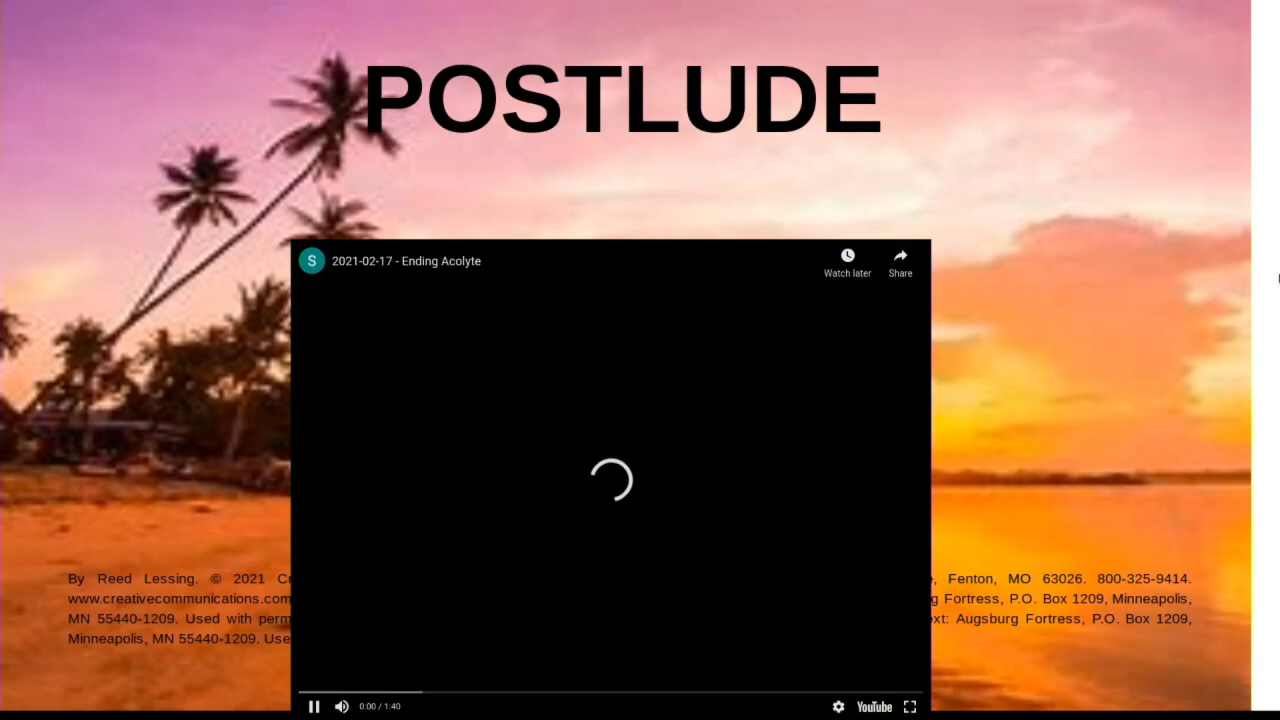 POSTLUDE
S 2021-02-17 - Ending Acolyte
Watch later Share
By Reed Lessing. © 2021 Fenton, MO 63026. 800-325-9414.
www.creativecommunications.com Fortress, P.O. Box 1209, Minneapolis,
MN 55440-1209. Used with Augsburg Fortress, P.O. Box 1209,
Minneapolis, MN 55440-1209.
0:00 / 1:40 YouTube